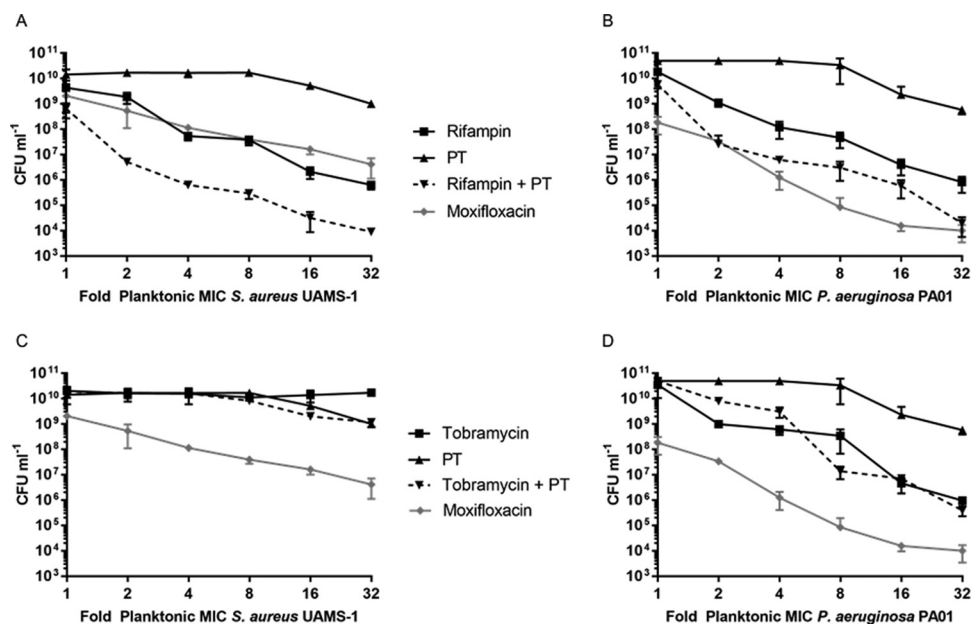 A
10^11
10^10
10^9
10^8
10^7
10^6
10^5
10^4
10^3
CFU ml^-1
1 2 4 8 16 32
Fold Planktonic MIC S. aureus UAMS-1
Rifampin
PT
Rifampin + PT
Moxifloxacin
B
10^11
10^10
10^9
10^8
10^7
10^6
10^5
10^4
10^3
CFU ml^-1
1 2 4 8 16 32
Fold Planktonic MIC P. aeruginosa PA01
C
10^11
10^10
10^9
10^8
10^7
10^6
10^5
10^4
10^3
CFU ml^-1
1 2 4 8 16 32
Fold Planktonic MIC S. aureus UAMS-1
Tobramycin
PT
Tobramycin + PT
Moxifloxacin
D
10^11
10^10
10^9
10^8
10^7
10^6
10^5
10^4
10^3
CFU ml^-1
1 2 4 8 16 32
Fold Planktonic MIC P. aeruginosa PA01